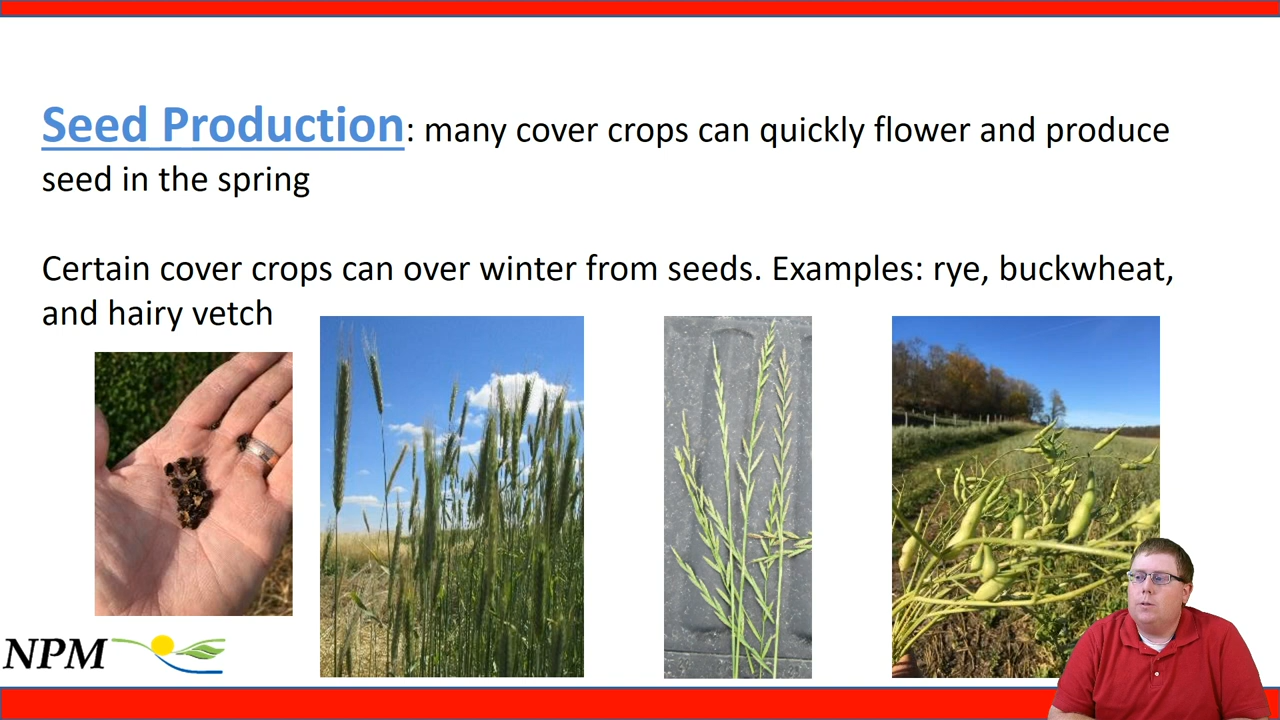 Seed Production: many cover crops can quickly flower and produce
seed in the spring
Certain cover crops can over winter from seeds. Examples: rye, buckwheat,
and hairy vetch
NPM